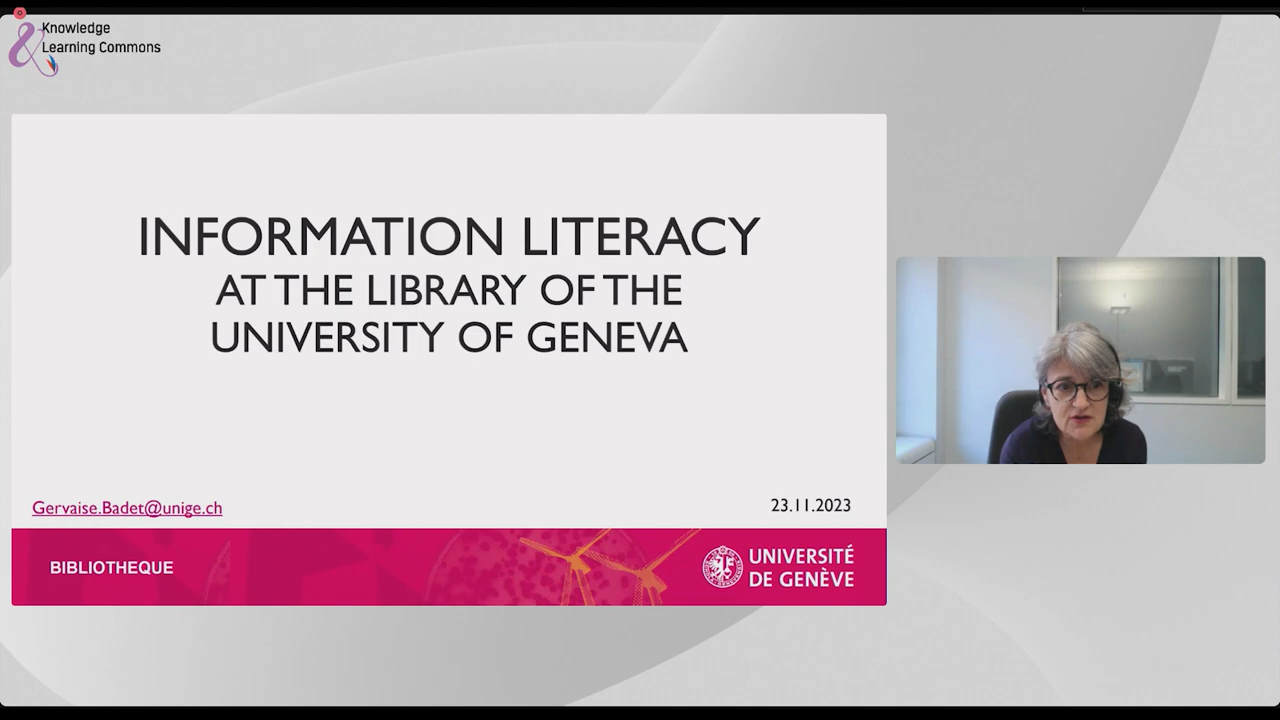 Knowledge
Learning Commons
INFORMATION LITERACY
AT THE LIBRARY OF THE
UNIVERSITY OF GENEVA
Gervaise.Badet@unige.ch
23.11.2023
BIBLIOTHEQUE
UNIVERSITÉ
DE GENÈVE